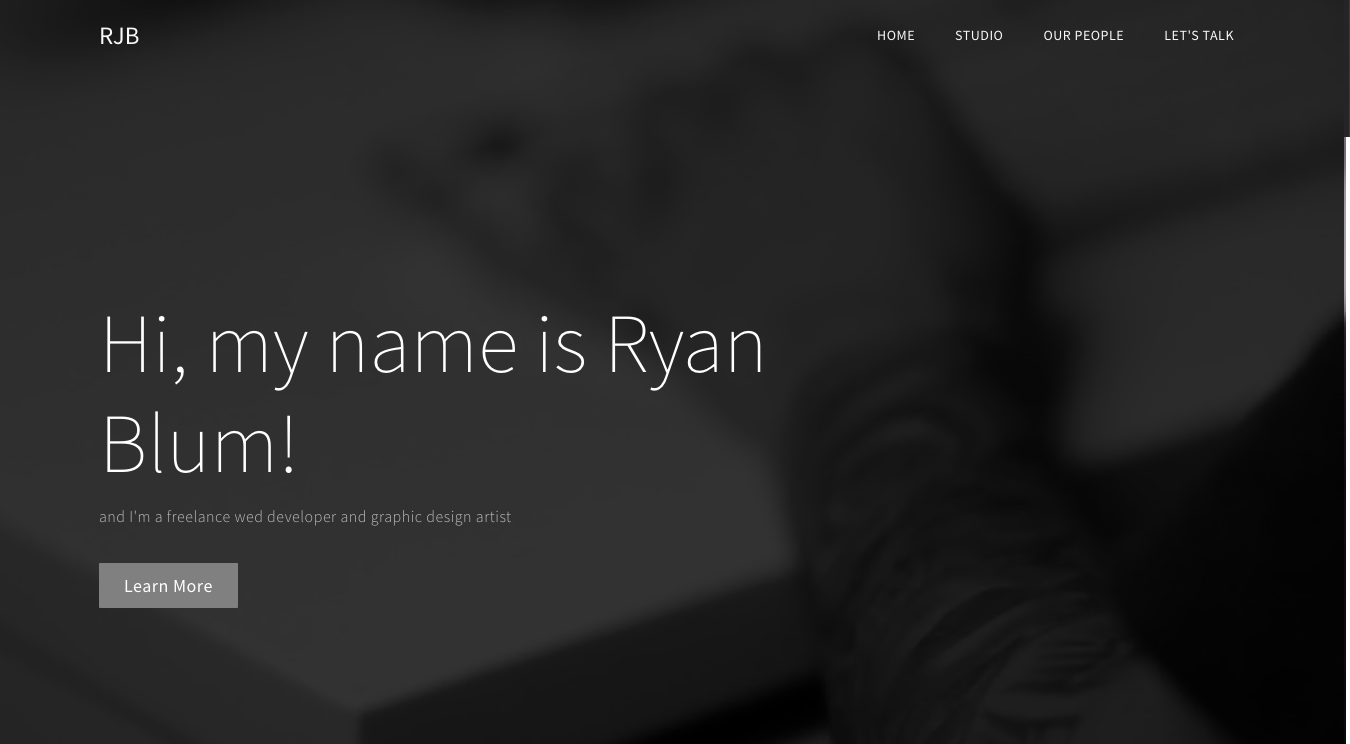 RJB
HOME
STUDIO
OUR PEOPLE
LET'S TALK
Hi, my name is Ryan
Blum!
and I'm a freelance wed developer and graphic design artist
Learn More